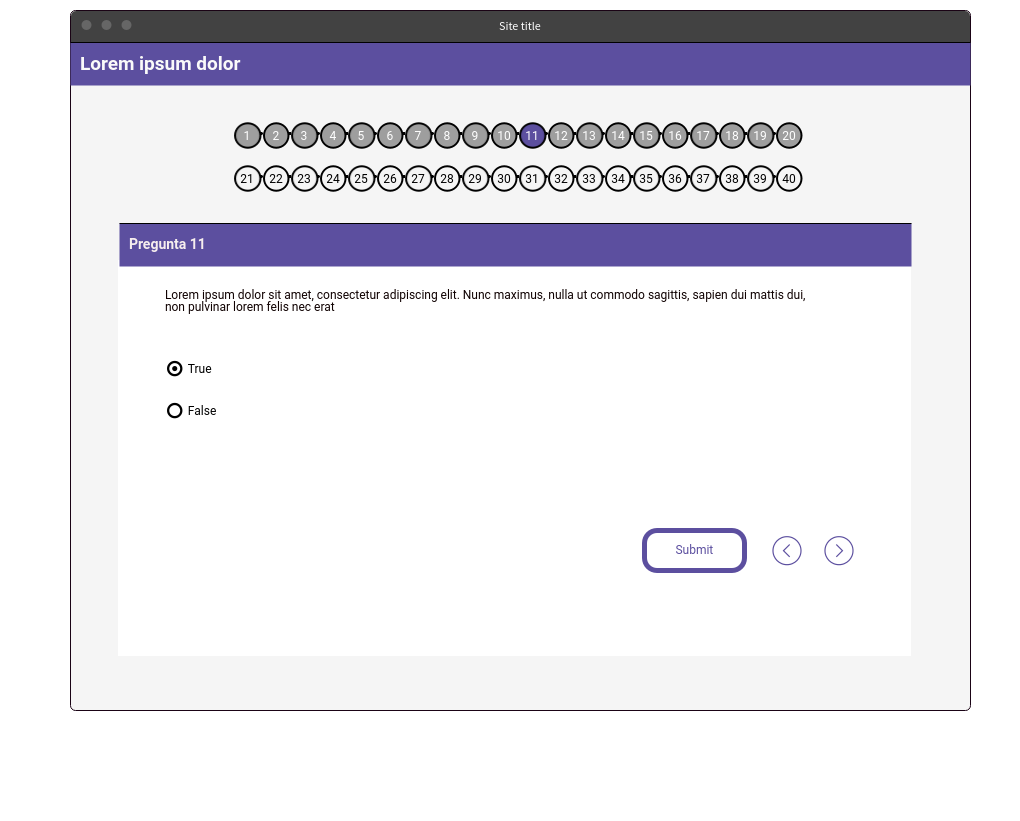 Site title
Lorem ipsum dolor
1 2 3 4 5 6 7 8 9 10 11 12 13 14 15 16 17 18 19 20
21 22 23 24 25 26 27 28 29 30 31 32 33 34 35 36 37 38 39 40
Pregunta 11
Lorem ipsum dolor sit amet, consectetur adipiscing elit. Nunc maximus, nulla ut commodo sagittis, sapien dui mattis dui,
non pulvinar lorem felis nec erat
True
False
Submit